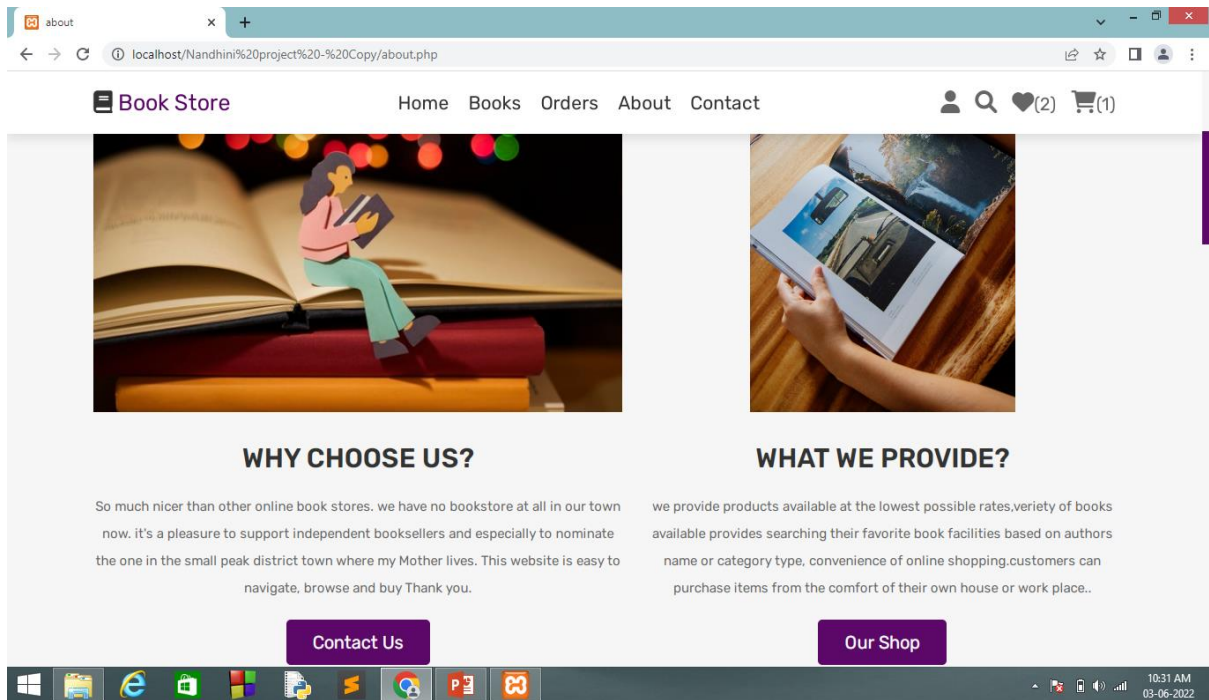 about
localhost/Nandhini%20project%20-%20Copy/about.php
Book Store
Home Books Orders About Contact
(2) (1)
WHY CHOOSE US?
So much nicer than other online book stores. we have no bookstore at all in our town
now. it's a pleasure to support independent booksellers and especially to nominate
the one in the small peak district town where my Mother lives. This website is easy to
navigate, browse and buy Thank you.
Contact Us
WHAT WE PROVIDE?
we provide products available at the lowest possible rates,veriety of books
available provides searching their favorite book facilities based on authors
name or category type, convenience of online shopping.customers can
purchase items from the comfort of their own house or work place..
Our Shop
10:31 AM
03-06-2022